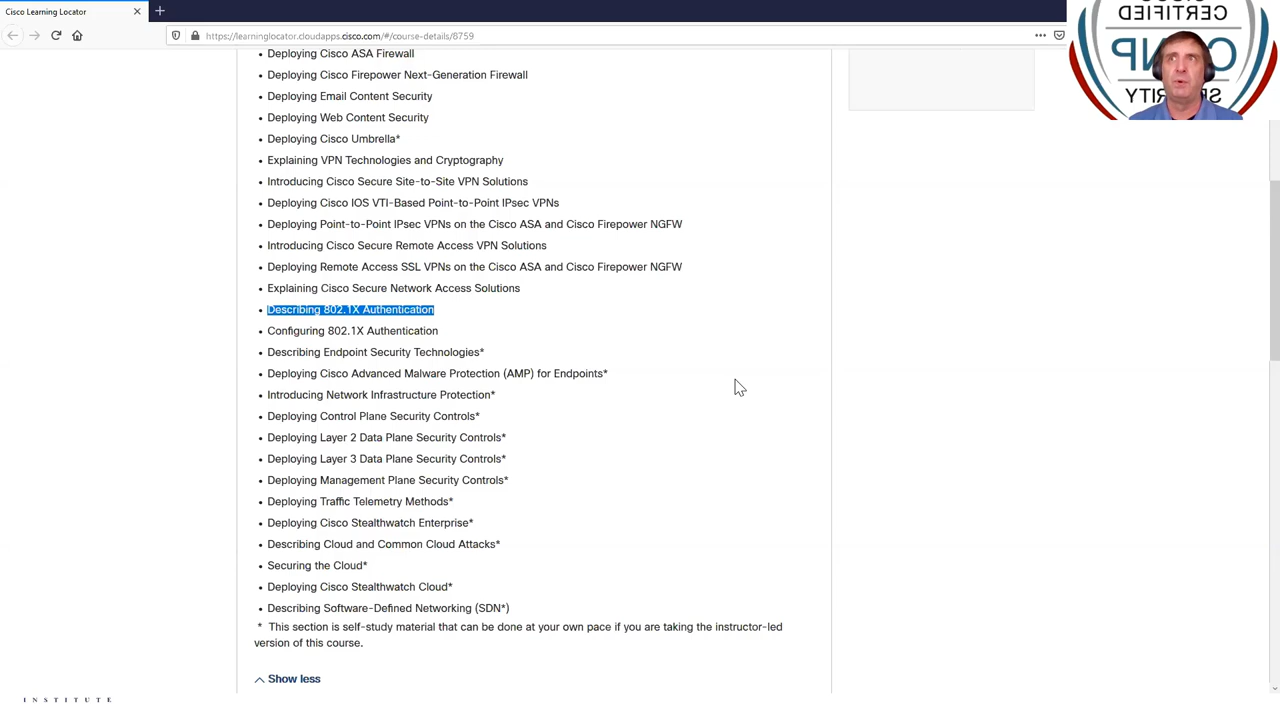 Cisco Learning Locator
https://learninglocator.cloudapps.cisco.com/#/course-details/8759
CERTIFIED
CCNP
SECURITY
• Deploying Cisco ASA Firewall
• Deploying Cisco Firepower Next-Generation Firewall
• Deploying Email Content Security
• Deploying Web Content Security
• Deploying Cisco Umbrella*
• Explaining VPN Technologies and Cryptography
• Introducing Cisco Secure Site-to-Site VPN Solutions
• Deploying Cisco IOS VTI-Based Point-to-Point IPsec VPNs
• Deploying Point-to-Point IPsec VPNs on the Cisco ASA and Cisco Firepower NGFW
• Introducing Cisco Secure Remote Access VPN Solutions
• Deploying Remote Access SSL VPNs on the Cisco ASA and Cisco Firepower NGFW
• Explaining Cisco Secure Network Access Solutions
• Describing 802.1X Authentication
• Configuring 802.1X Authentication
• Describing Endpoint Security Technologies*
• Deploying Cisco Advanced Malware Protection (AMP) for Endpoints*
• Introducing Network Infrastructure Protection*
• Deploying Control Plane Security Controls*
• Deploying Layer 2 Data Plane Security Controls*
• Deploying Layer 3 Data Plane Security Controls*
• Deploying Management Plane Security Controls*
• Deploying Traffic Telemetry Methods*
• Deploying Cisco Stealthwatch Enterprise*
• Describing Cloud and Common Cloud Attacks*
• Securing the Cloud*
• Deploying Cisco Stealthwatch Cloud*
• Describing Software-Defined Networking (SDN*)
* This section is self-study material that can be done at your own pace if you are taking the instructor-led
version of this course.
Show less
INSTITUTE